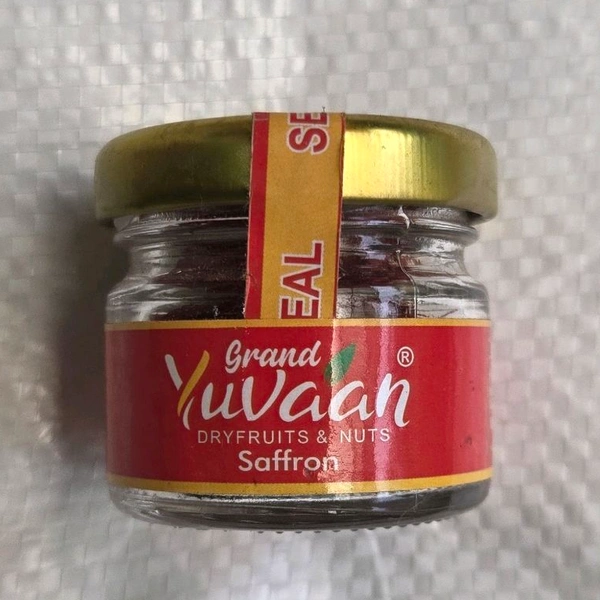 SE
EAL
Grand
Yuvaan®
DRYFRUITS & NUTS
Saffron